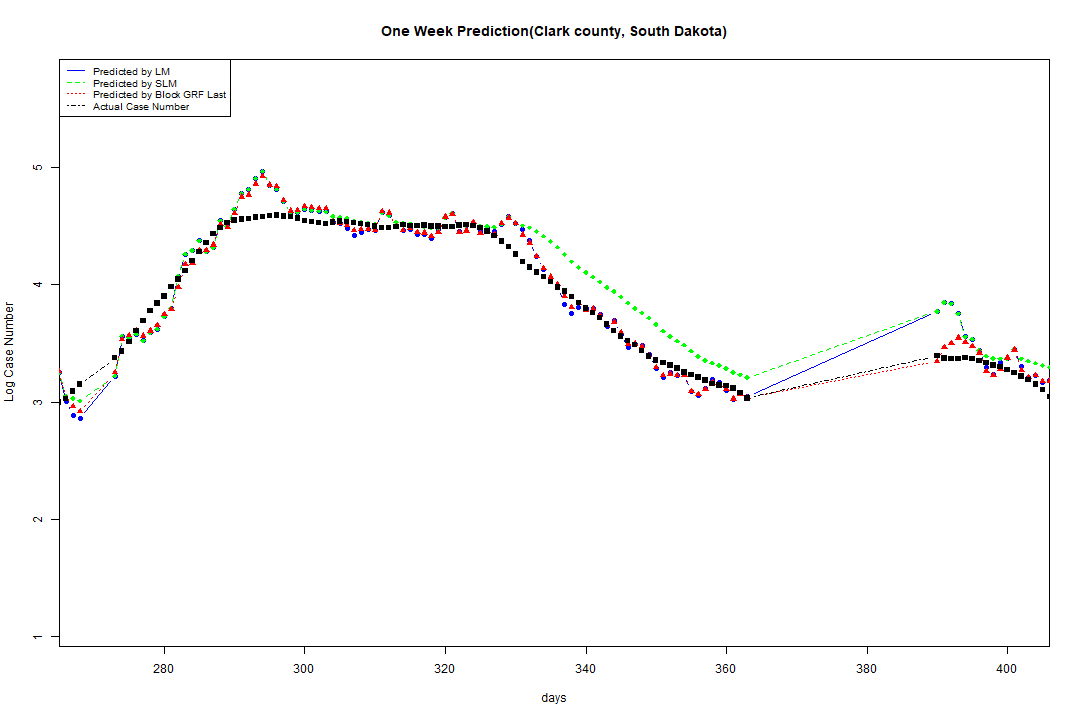 One Week Prediction(Clark county, South Dakota)
Predicted by LM
Predicted by SLM
Predicted by Block GRF Last
Actual Case Number
5
4
3
2
1
Log Case Number
280 300 320 340 360 380 400
days